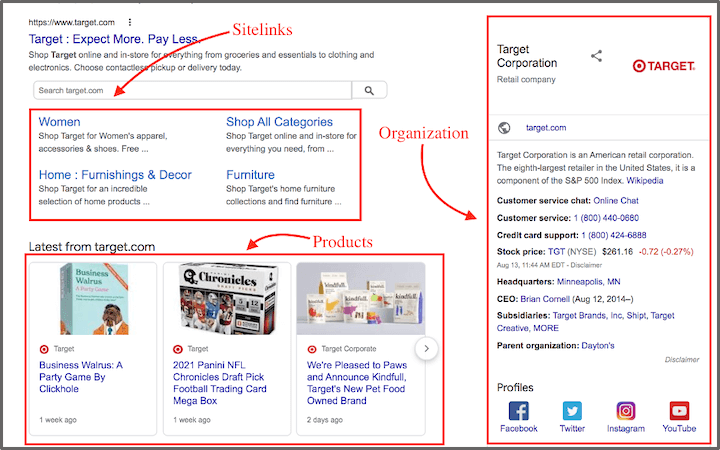 https://www.target.com
Target : Expect More. Pay Less.
Sitelinks
Shop Target online and in-store for everything from groceries and essentials to clothing and
electronics. Choose contactless pickup or delivery today.
Search target.com
Women
Shop Target for Women's apparel,
accessories & shoes. Free ...
Shop All Categories
Shop Target online and in-store for
everything you need, from ...
Home : Furnishings & Decor
Shop for an incredible
selection of home products ...
Furniture
Shop Target's home furniture
collections and find furniture ...
Latest from target.com
Products
Business
Walrus
A Party Game
Target
Business Walrus: A
Party Game By
Clickhole
1 week ago
PANINI
Chronicles
DRAFT PICKS
5
12
Target
2021 Panini NFL
Chronicles Draft Pick
Football Trading Card
Mega Box
1 week ago
kindfull
Target Corporate
We're Pleased to Paws
and Announce Kindfull,
Target's New Pet Food
Owned Brand
2 days ago
Organization
Target
Corporation
Retail company
TARGET
target.com
Target Corporation is an American retail corporation.
The eighth-largest retailer in the United States, it is a
component of the S&P 500 Index. Wikipedia
Customer service chat: Online Chat
Customer service: 1 (800) 440-0680
Credit card support: 1 (800) 424-6888
Stock price: TGT (NYSE) $261.16 -0.72 (-0.27%)
Aug 13, 11:44 AM EDT - Disclaimer
Headquarters: Minneapolis, MN
CEO: Brian Cornell (Aug 12, 2014–)
Subsidiaries: Target Brands, Inc, Shipt, Target
Creative, MORE
Parent organization: Dayton's
Disclaimer
Profiles
Facebook
Twitter
Instagram
YouTube